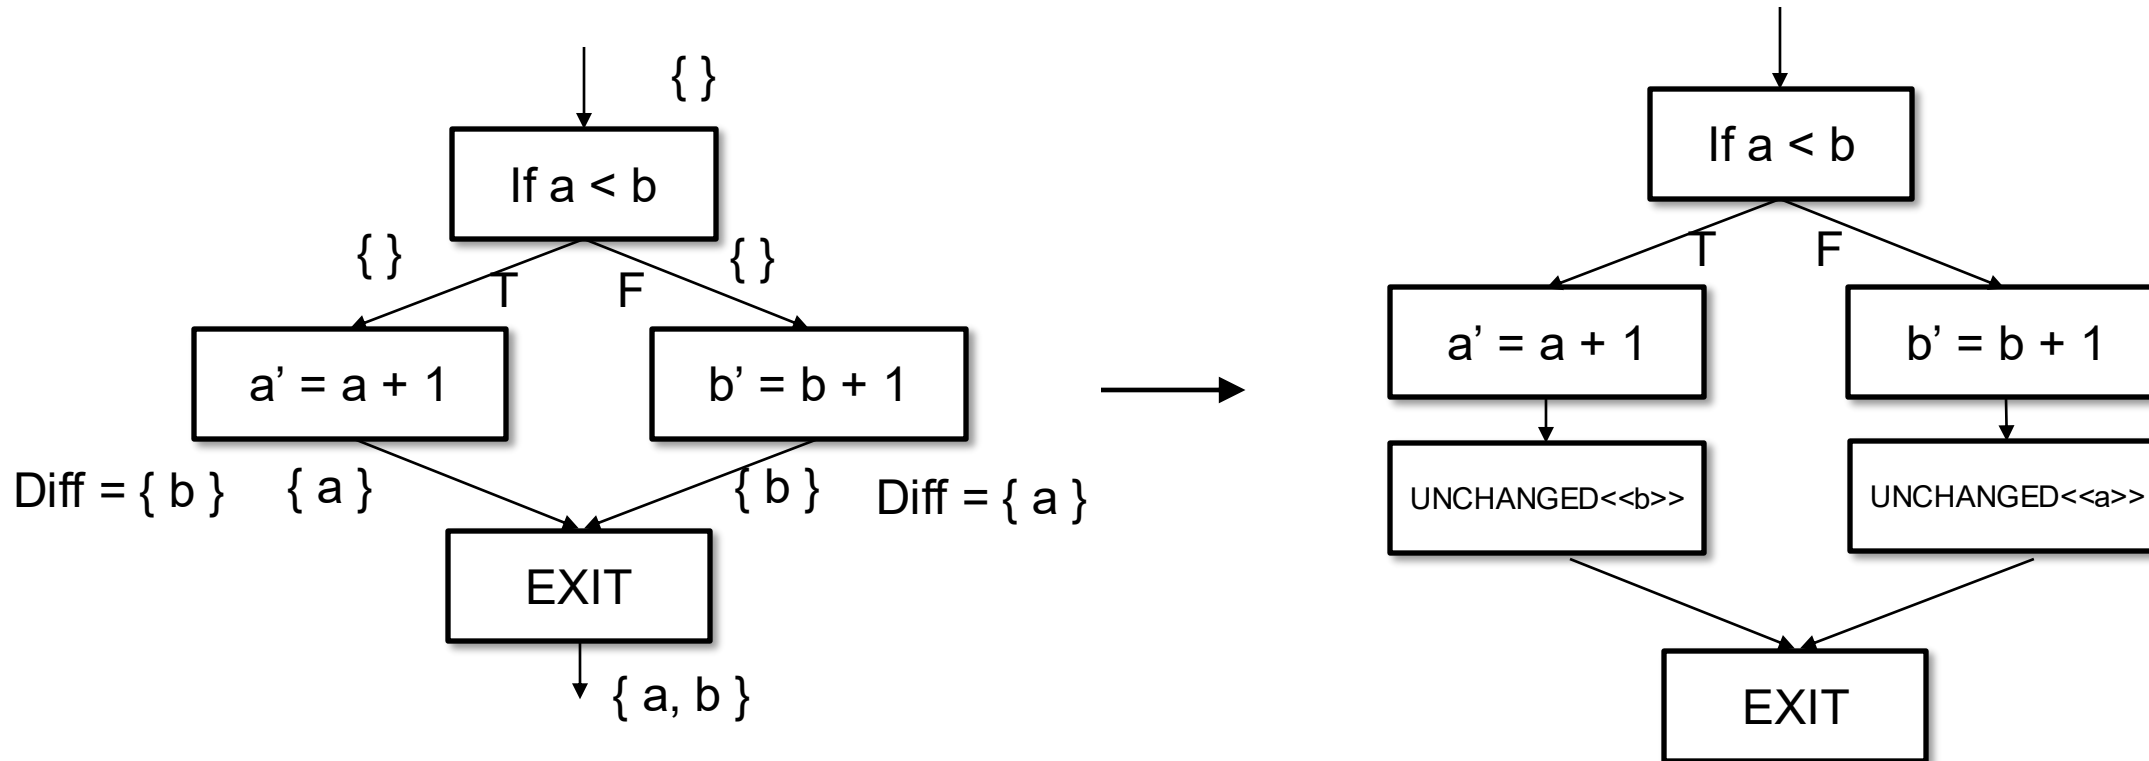 { }
If a < b
{ }
{ }
T
F
a’ = a + 1
b’ = b + 1
Diff = { b }
{ a }
{ b }
Diff = { a }
EXIT
{ a, b }
If a < b
T
F
a’ = a + 1
b’ = b + 1
UNCHANGED<<b>>
UNCHANGED<<a>>
EXIT